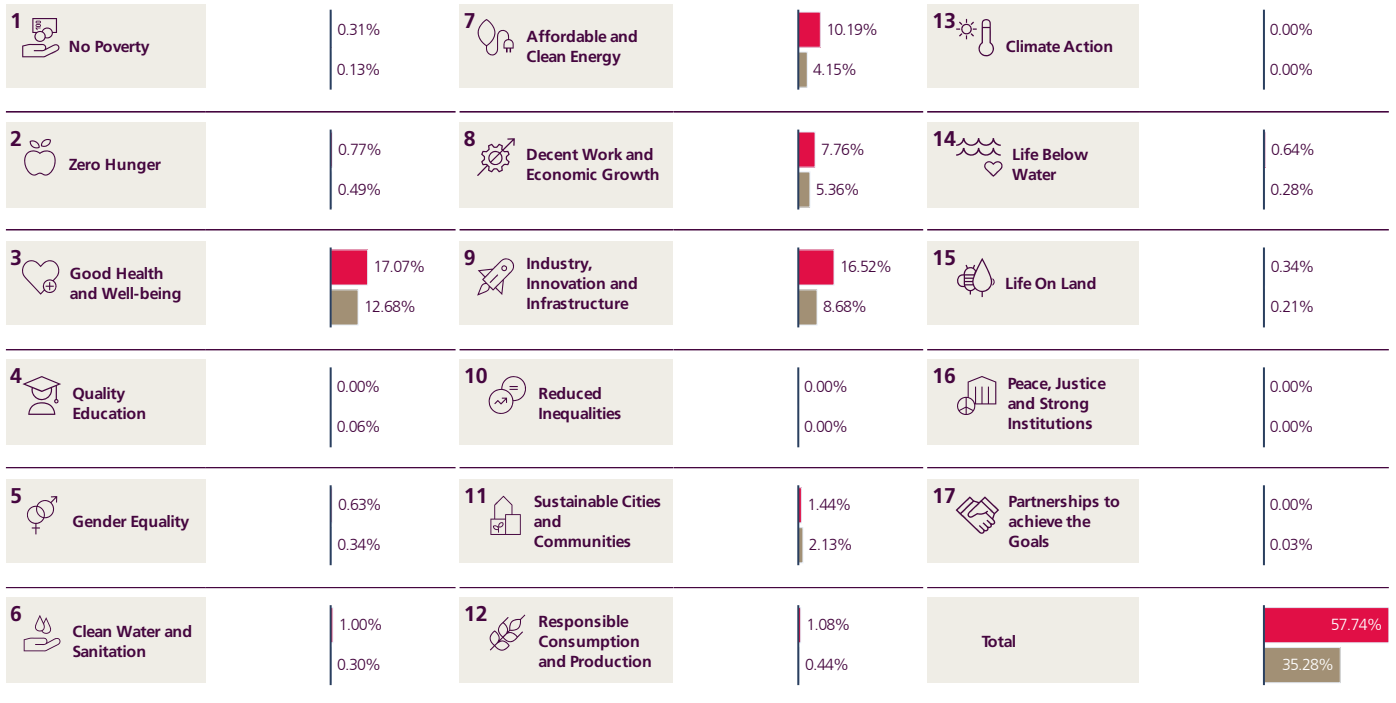 1
No Poverty
0.31%
0.13%
2
Zero Hunger
0.77%
0.49%
3
Good Health
and Well-being
17.07%
12.68%
4
Quality
Education
0.00%
0.06%
5
Gender Equality
0.63%
0.34%
6
Clean Water and
Sanitation
1.00%
0.30%
7
Affordable and
Clean Energy
10.19%
4.15%
8
Decent Work and
Economic Growth
7.76%
5.36%
9
Industry,
Innovation and
Infrastructure
16.52%
8.68%
10
Reduced
Inequalities
0.00%
0.00%
11
Sustainable Cities
and
Communities
1.44%
2.13%
12
Responsible
Consumption
and Production
1.08%
0.44%
13
Climate Action
0.00%
0.00%
14
Life Below
Water
0.64%
0.28%
15
Life On Land
0.34%
0.21%
16
Peace, Justice
and Strong
Institutions
0.00%
0.00%
17
Partnerships to
achieve the
Goals
0.00%
0.03%
Total
57.74%
35.28%